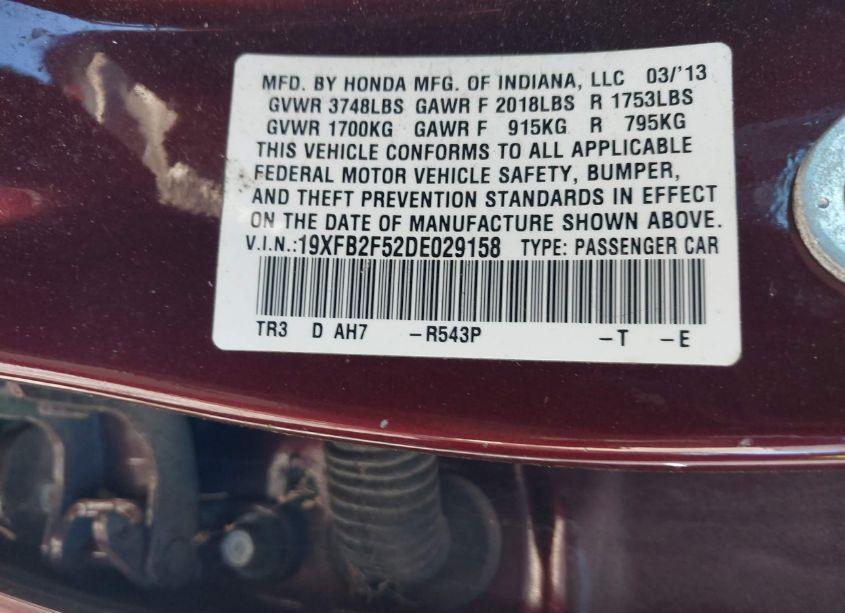 MFD. BY HONDA MFG. OF INDIANA, LLC 03/'13
GVWR 3748LBS GAWR F 2018LBS R 1753LBS
GVWR 1700KG GAWR F 915KG R 795KG
THIS VEHICLE CONFORMS TO ALL APPLICABLE
FEDERAL MOTOR VEHICLE SAFETY, BUMPER,
AND THEFT PREVENTION STANDARDS IN EFFECT
ON THE DATE OF MANUFACTURE SHOWN ABOVE.
V.I.N.:19XFB2F52DE029158 TYPE: PASSENGER CAR
TR3 D AH7 -R543P -T -E